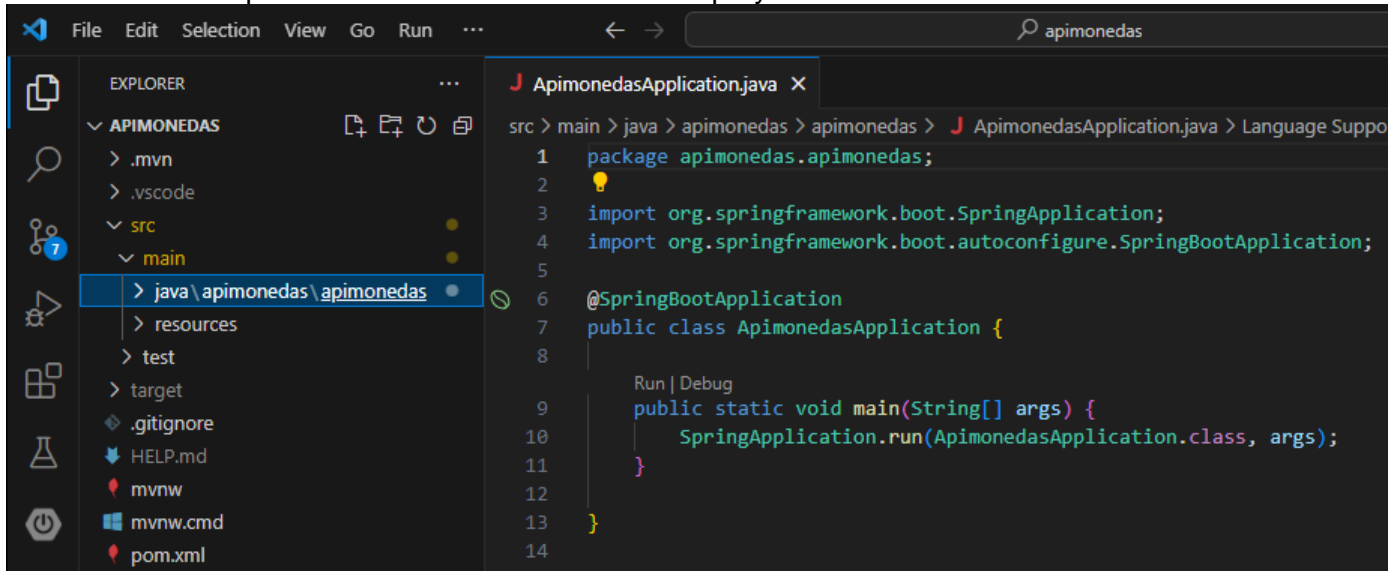 File Edit Selection View Go Run ···
← → apimonedas
EXPLORER ···
APIMONEDAS
> .mvn
> .vscode
src
main
> java\apimonedas\apimonedas
> resources
> test
> target
.gitignore
HELP.md
mvnw
mvnw.cmd
pom.xml
7
J ApimonedasApplication.java ×
src > main > java > apimonedas > apimonedas > J ApimonedasApplication.java > Language Suppo
1 package apimonedas.apimonedas;
2
3 import org.springframework.boot.SpringApplication;
4 import org.springframework.boot.autoconfigure.SpringBootApplication;
5
6 @SpringBootApplication
7 public class ApimonedasApplication {
8
Run | Debug
9 public static void main(String[] args) {
10 SpringApplication.run(ApimonedasApplication.class, args);
11 }
12
13 }
14